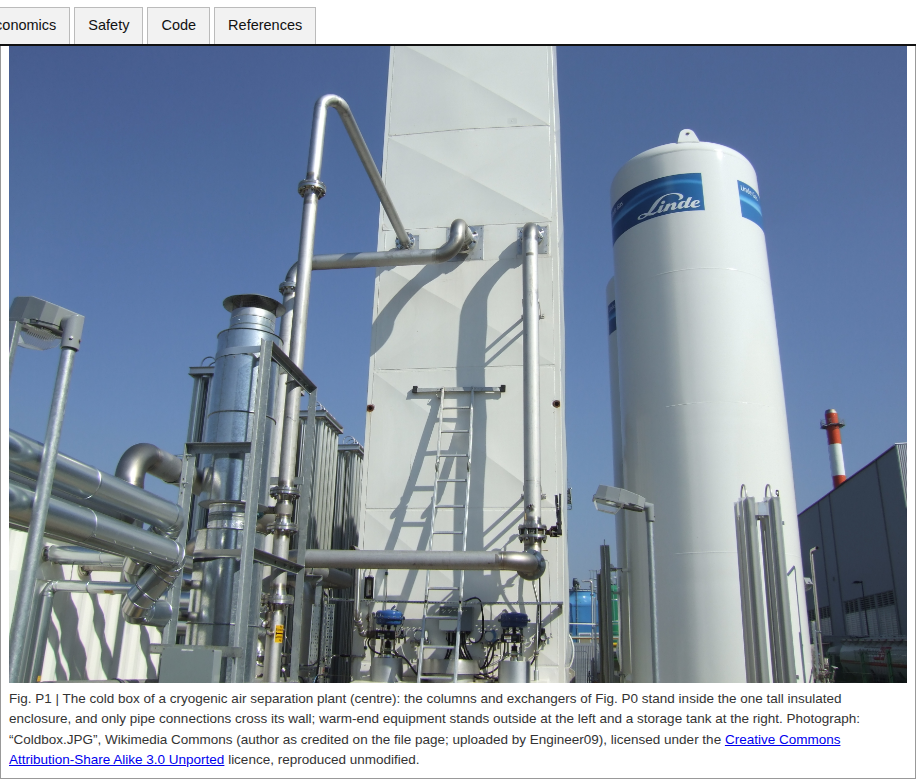 conomics Safety Code References
Linde
Fig. P1 | The cold box of a cryogenic air separation plant (centre): the columns and exchangers of Fig. P0 stand inside the one tall insulated
enclosure, and only pipe connections cross its wall; warm-end equipment stands outside at the left and a storage tank at the right. Photograph:
“Coldbox.JPG”, Wikimedia Commons (author as credited on the file page; uploaded by Engineer09), licensed under the Creative Commons
Attribution-Share Alike 3.0 Unported licence, reproduced unmodified.